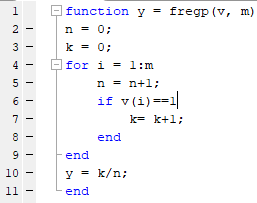 1 function y = fregp(v, m)
2 - n = 0;
3 - k = 0;
4 - for i = 1:m
5 - n = n+1;
6 - if v(i)==1
7 - k= k+1;
8 - end
9 - end
10 - y = k/n;
11 - end